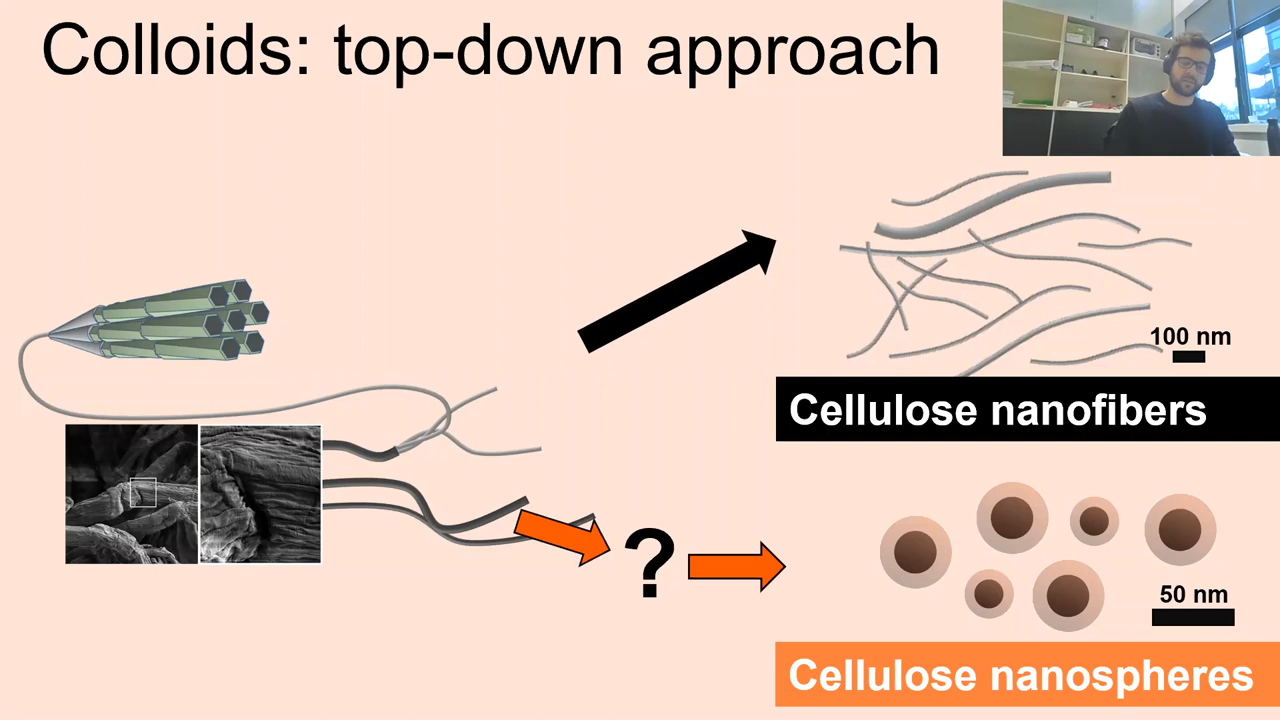 Colloids: top-down approach
100 nm
Cellulose nanofibers
?
50 nm
Cellulose nanospheres